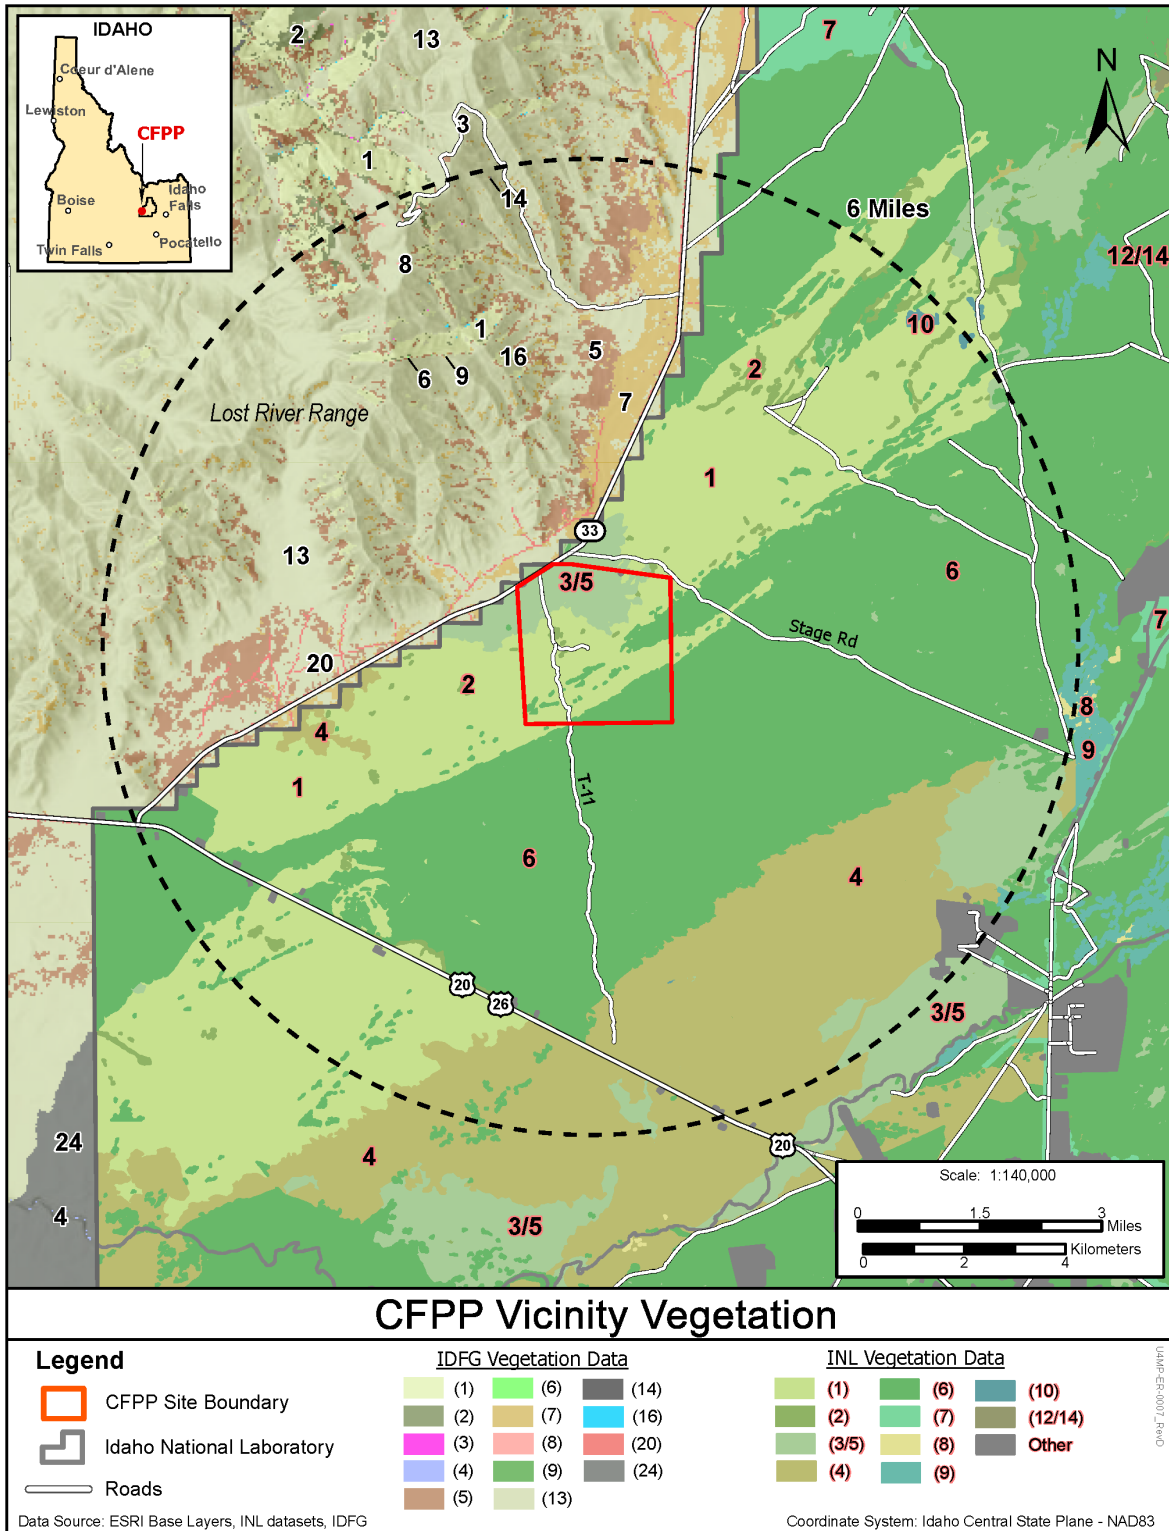 IDAHO
Coeur d'Alene
Lewiston
CFPP
Boise
Idaho
Falls
Twin Falls
Pocatello
N
2
13
7
3
1
14
6 Miles
8
12/14
10
1
16
5
2
6
9
7
Lost River Range
1
33
13
3/5
6
Stage Rd
7
20
2
8
4
9
1
T-11
6
4
20
26
3/5
24
4
20
4
3/5
Scale: 1:140,000
0 1.5 3
Miles
Kilometers
0 2 4
CFPP Vicinity Vegetation
Legend
CFPP Site Boundary
Idaho National Laboratory
Roads
IDFG Vegetation Data
(1) (6) (14)
(2) (7) (16)
(3) (8) (20)
(4) (9) (24)
(5) (13)
INL Vegetation Data
(1) (6) (10)
(2) (7) (12/14)
(3/5) (8) Other
(4) (9)
U4MP-ER-0007_RevD
Data Source: ESRI Base Layers, INL datasets, IDFG
Coordinate System: Idaho Central State Plane - NAD83